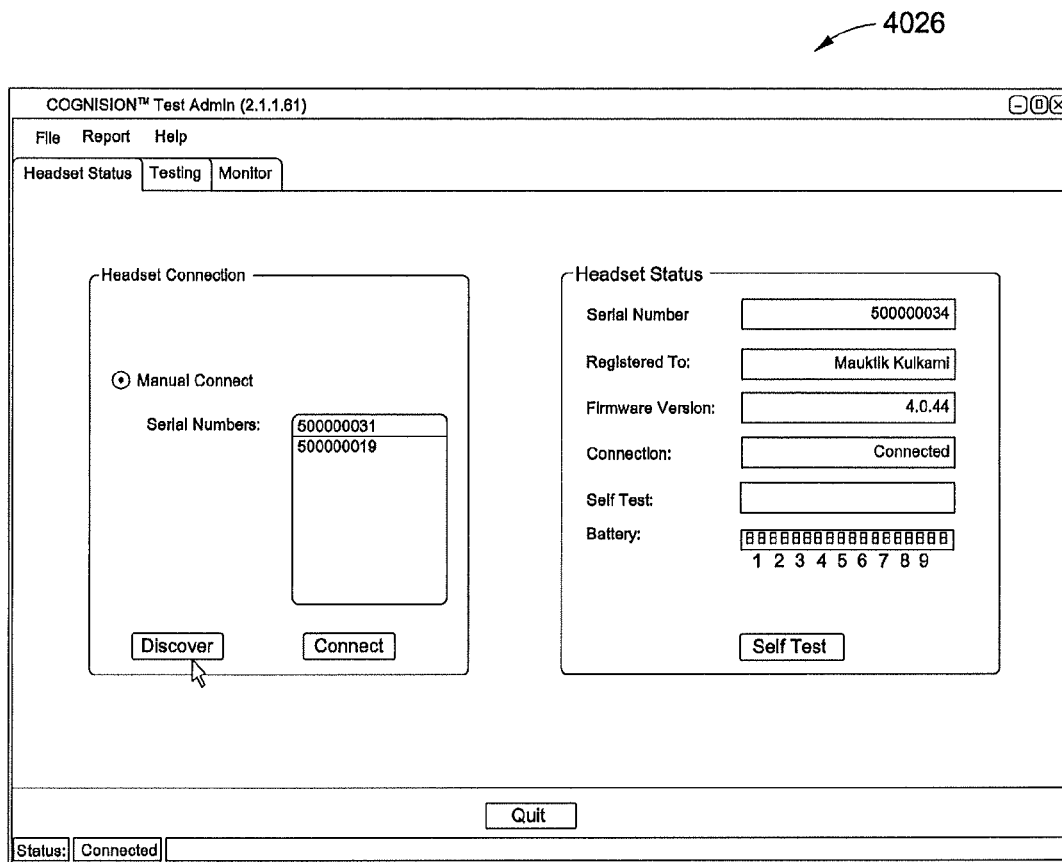 4026
COGNISION™ Test Admin (2.1.1.61)
File Report Help
Headset Status Testing Monitor
Headset Connection
Manual Connect
Serial Numbers:
500000031
500000019
Discover Connect
Headset Status
Serial Number 500000034
Registered To: Mauktik Kulkarni
Firmware Version: 4.0.44
Connection: Connected
Self Test:
Battery:
1 2 3 4 5 6 7 8 9
Self Test
Quit
Status: Connected